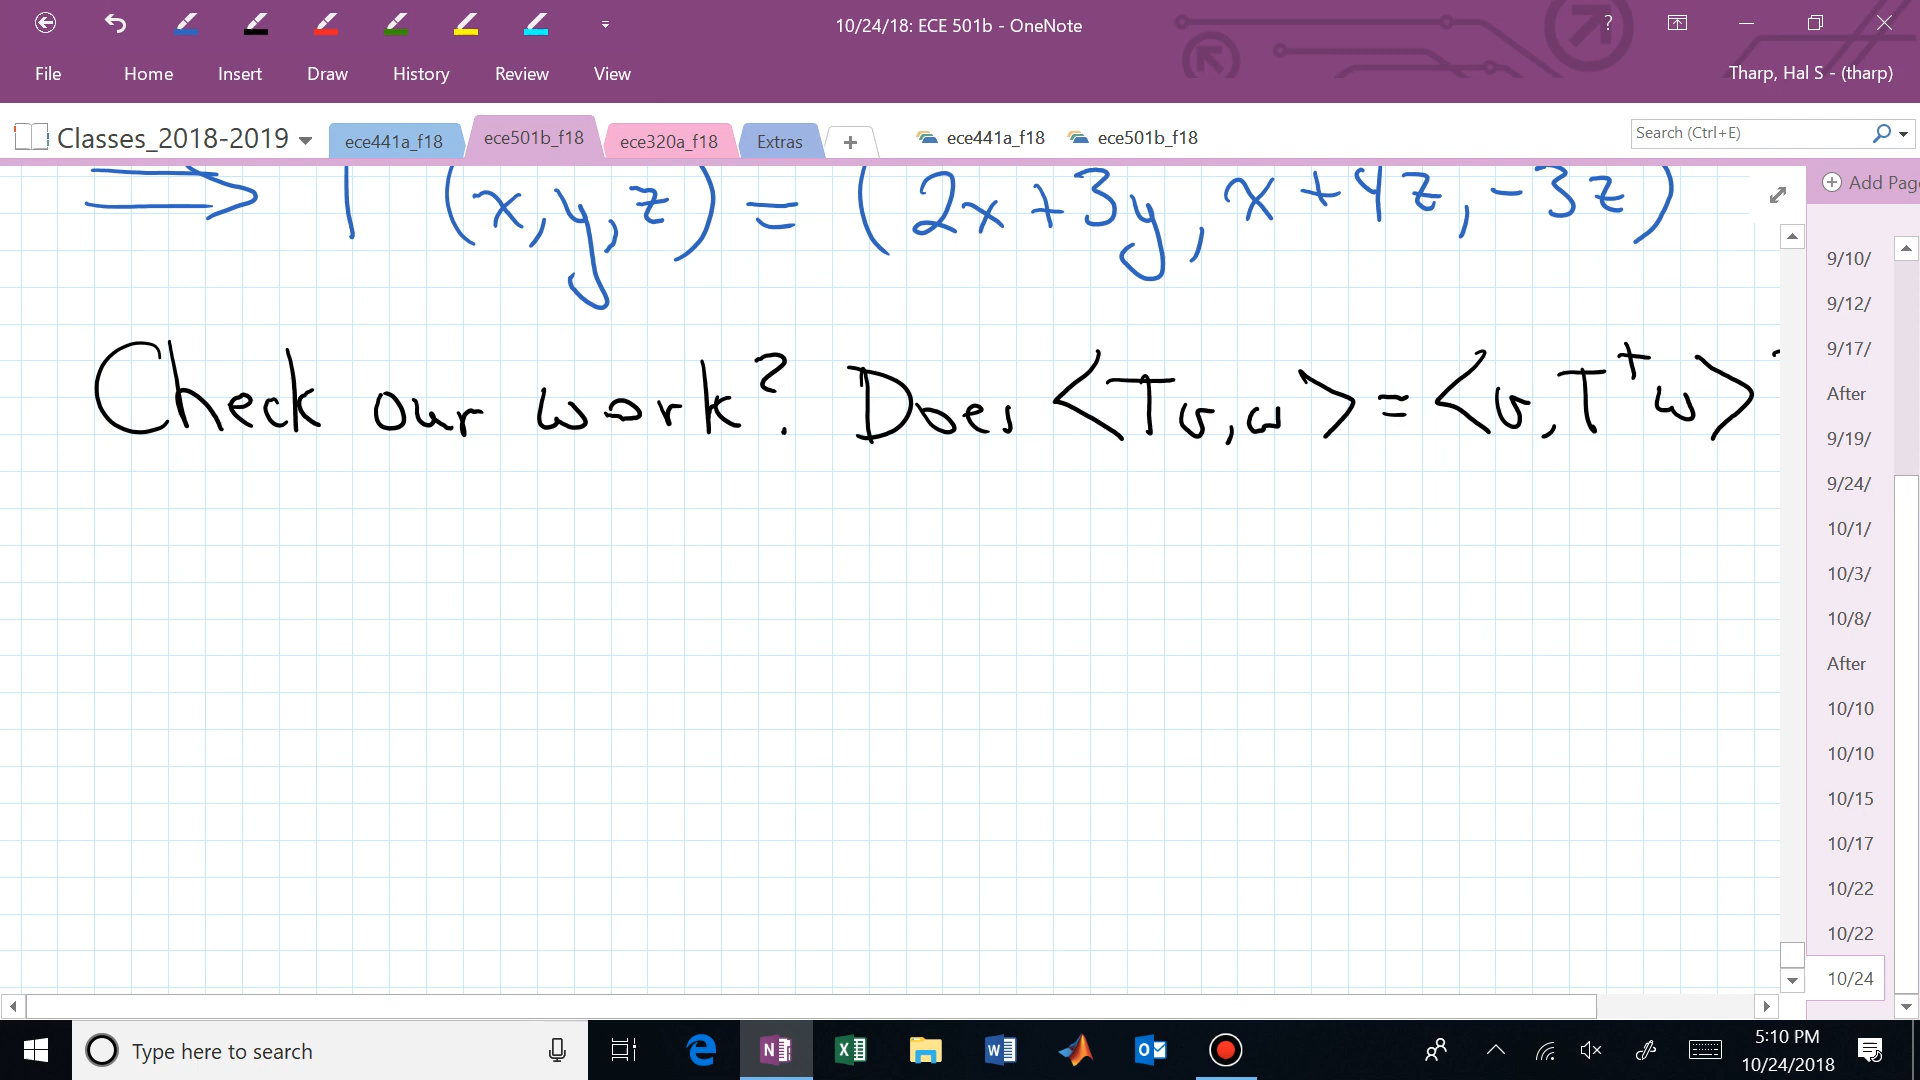 10/24/18: ECE 501b - OneNote
?
File Home Insert Draw History Review View
Tharp, Hal S - (tharp)
Classes_2018-2019 ece441a_f18 ece501b_f18 ece320a_f18 Extras + ece441a_f18 ece501b_f18
Search (Ctrl+E)
⇒ T (x,y,z) = (2x+3y, x+4z, -3z)
Add Pag
Check our work? Does <Tv,w> = <v,T⁺w>
9/10/
9/12/
9/17/
After
9/19/
9/24/
10/1/
10/3/
10/8/
After
10/10
10/10
10/15
10/17
10/22
10/22
10/24
Type here to search
5:10 PM
10/24/2018